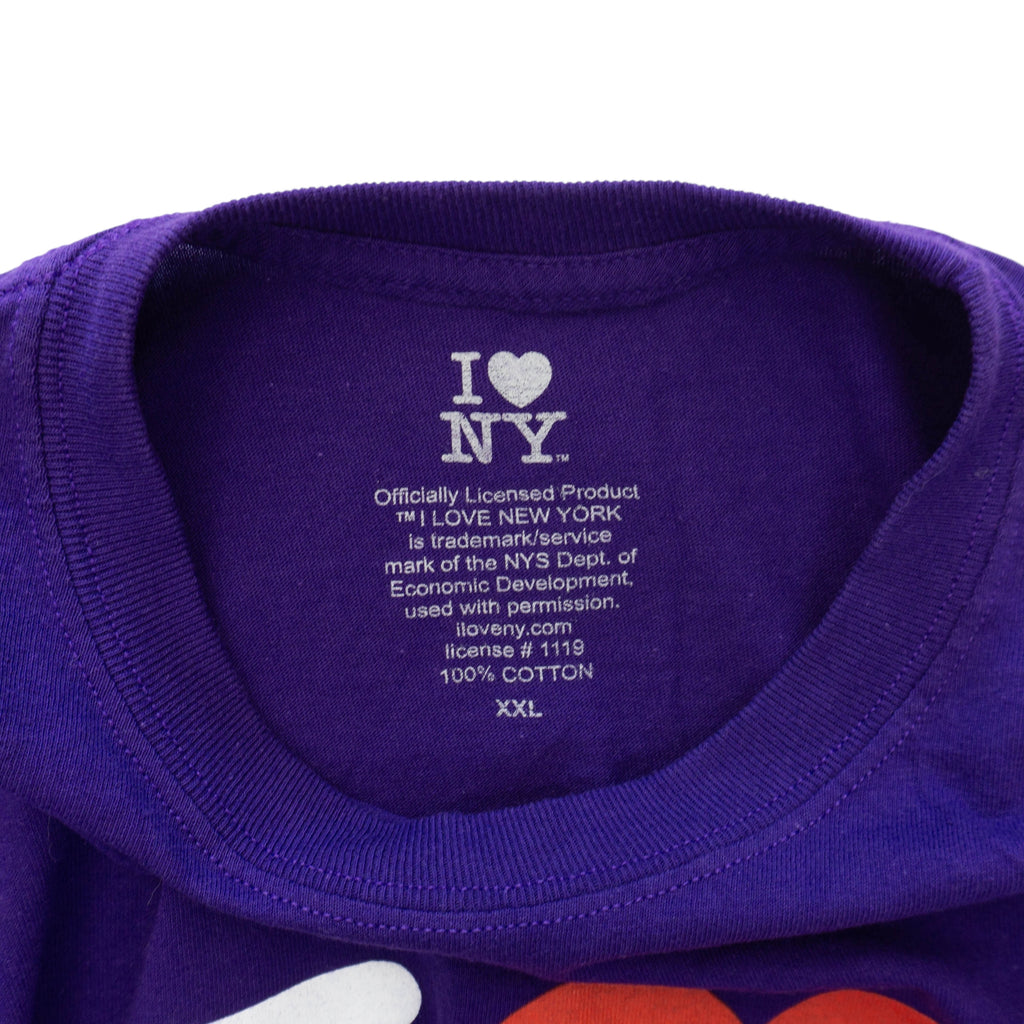 I ♥
NY™
Officially Licensed Product
™ I LOVE NEW YORK
is trademark/service
mark of the NYS Dept. of
Economic Development,
used with permission.
iloveny.com
license # 1119
100% COTTON
XXL